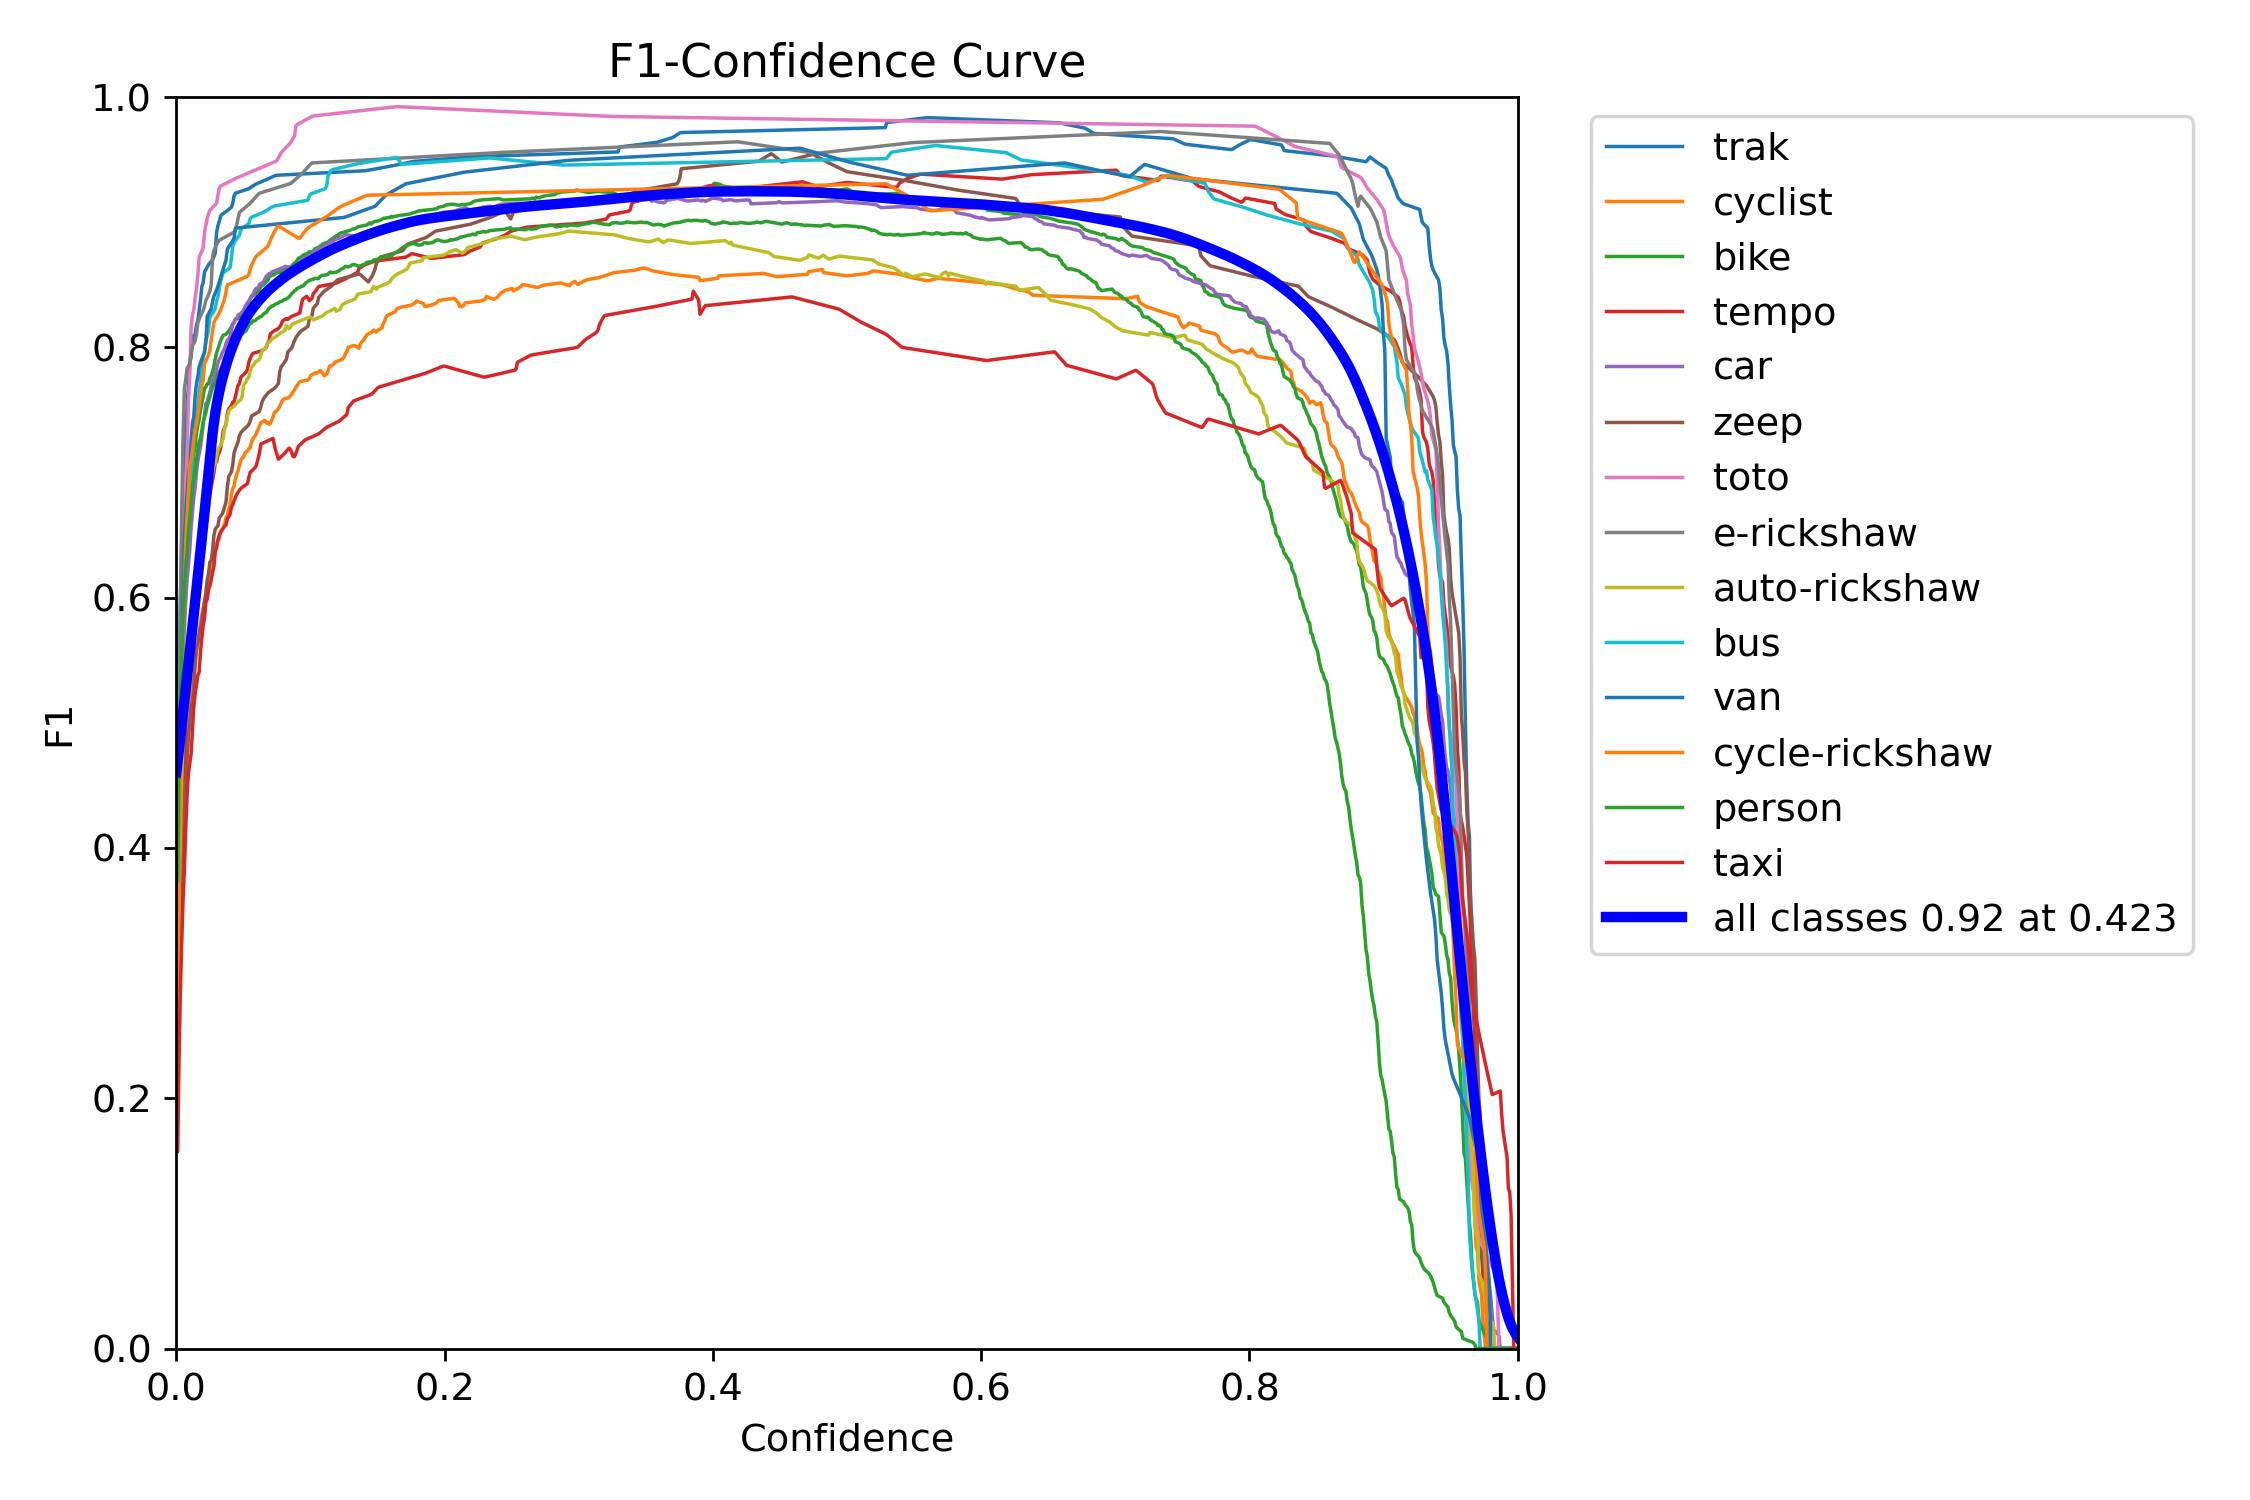 F1-Confidence Curve
1.0
0.8
0.6
0.4
0.2
0.0
F1
0.0 0.2 0.4 0.6 0.8 1.0
Confidence
trak
cyclist
bike
tempo
car
zeep
toto
e-rickshaw
auto-rickshaw
bus
van
cycle-rickshaw
person
taxi
all classes 0.92 at 0.423